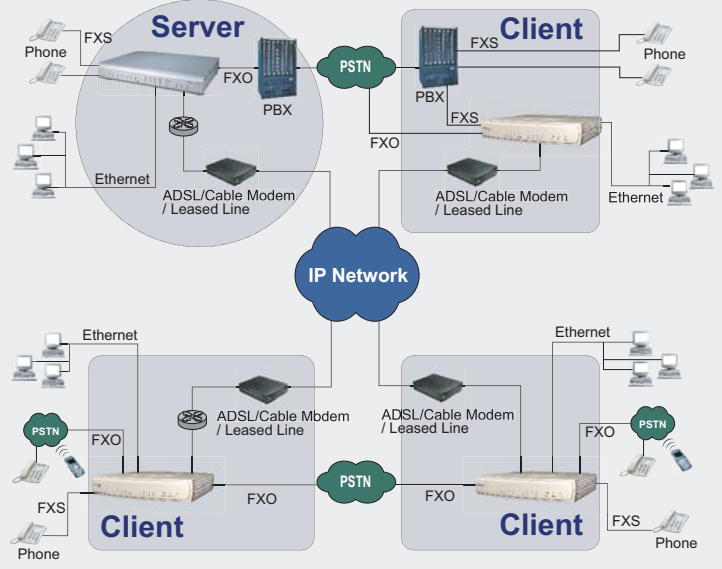 Server
Client
FXS
Phone
FXO
PBX
PSTN
FXS
Phone
PBX
FXS
FXO
Ethernet
ADSL/Cable Modem
/ Leased Line
ADSL/Cable Modem
/ Leased Line
Ethernet
IP Network
Ethernet
Ethernet
ADSL/Cable Modem
/ Leased Line
ADSL/Cable Modem
/ Leased Line
PSTN
FXO
FXO
PSTN
PSTN
FXS
FXO
FXO
FXS
Client
Client
Phone
Phone